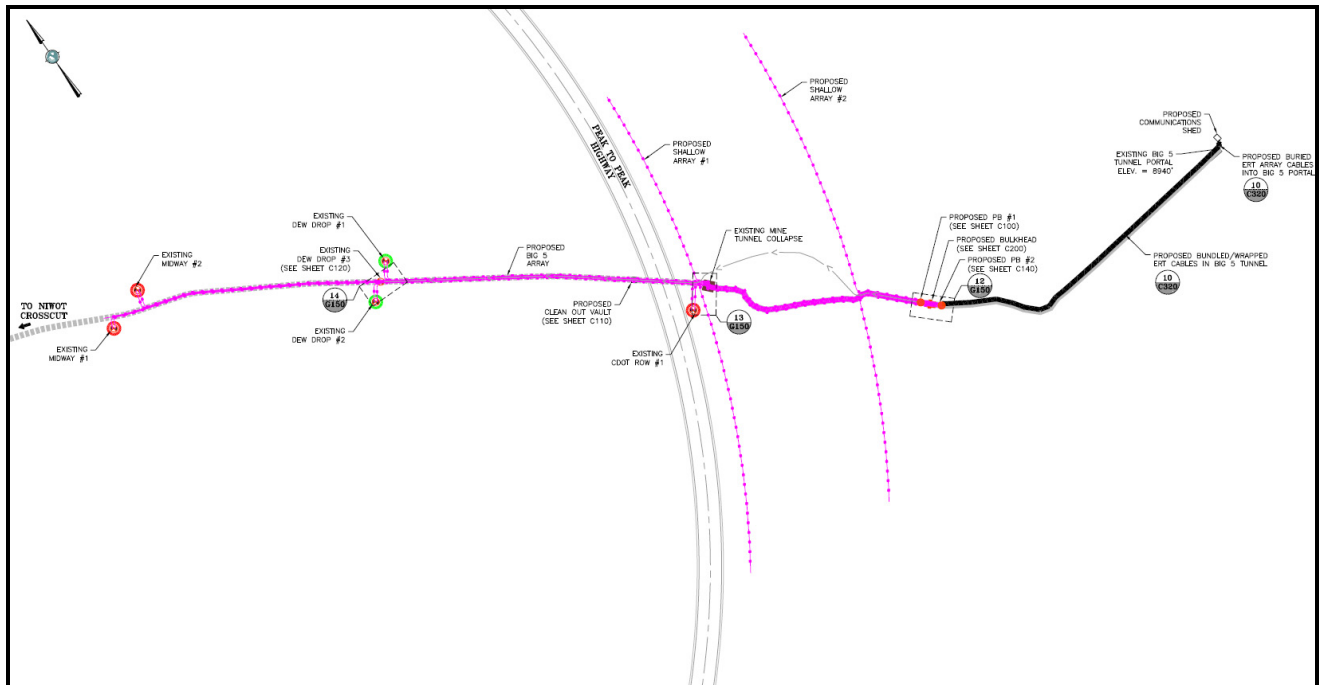 PROPOSED
SHALLOW
ARRAY #2
PROPOSED
SHALLOW
ARRAY #1
PEAK TO PEAK
HIGHWAY
PROPOSED
COMMUNICATIONS
SHED
EXISTING BIG 5
TUNNEL PORTAL
ELEV. = 8940'
PROPOSED BURIED
ERT ARRAY CABLES
INTO BIG 5 PORTAL
10
C320
EXISTING
DEW DROP #1
EXISTING
DEW DROP #3
(SEE SHEET C120)
14
G150
EXISTING
DEW DROP #2
EXISTING
MIDWAY #2
TO NIWOT
CROSSCUT
EXISTING
MIDWAY #1
PROPOSED
BIG 5
ARRAY
PROPOSED
CLEAN OUT VAULT
(SEE SHEET C110)
EXISTING MINE
TUNNEL COLLAPSE
13
G150
EXISTING
CDOT ROW #1
PROPOSED PB #1
(SEE SHEET C100)
PROPOSED BULKHEAD
(SEE SHEET C200)
PROPOSED PB #2
(SEE SHEET C140)
12
G150
PROPOSED BUNDLED/WRAPPED
ERT CABLES IN BIG 5 TUNNEL
10
C320